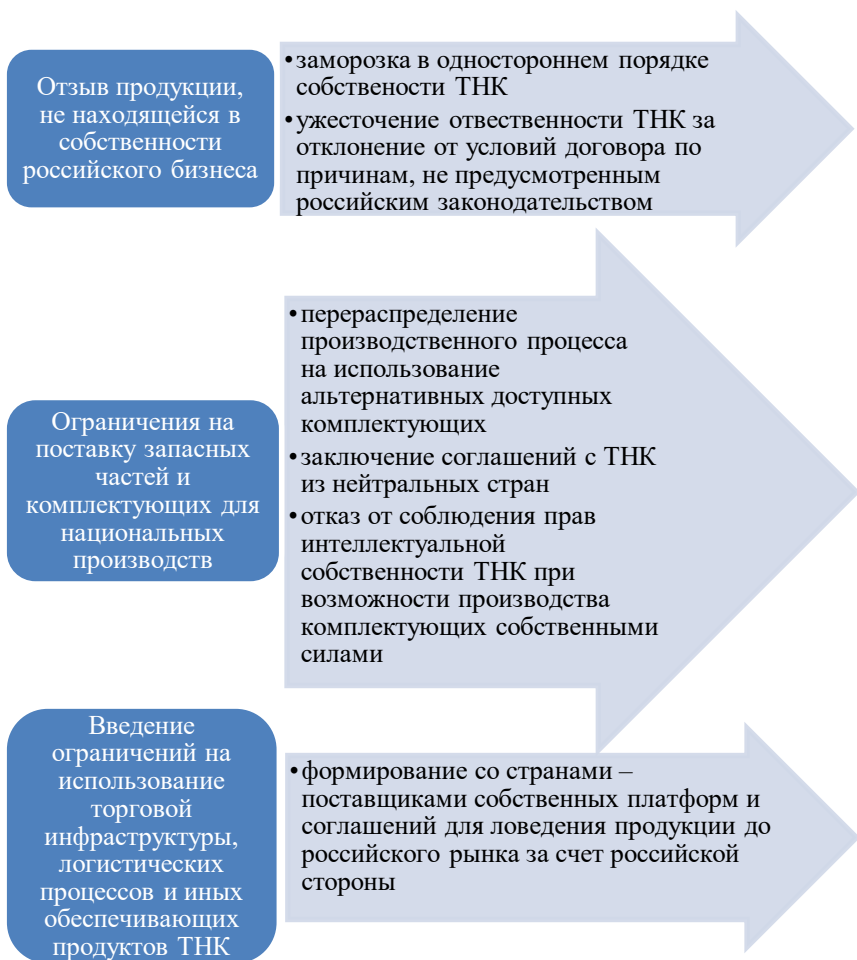 Отзыв продукции,
не находящейся в
собственности
российского бизнеса
•заморозка в одностороннем порядке
собствености ТНК
•ужесточение отвественности ТНК за
отклонение от условий договора по
причинам, не предусмотренным
российским законодательством
Ограничения на
поставку запасных
частей и
комплектующих для
национальных
производств
•перераспределение
производственного процесса
на использование
альтернативных доступных
комплектующих
•заключение соглашений с ТНК
из нейтральных стран
•отказ от соблюдения прав
интеллектуальной
собственности ТНК при
возможности производства
комплектующих собственными
силами
Введение
ограничений на
использование
торговой
инфраструктуры,
логистических
процессов и иных
обеспечивающих
продуктов ТНК
•формирование со странами –
поставщиками собственных платформ и
соглашений для ловедения продукции до
российского рынка за счет российской
стороны